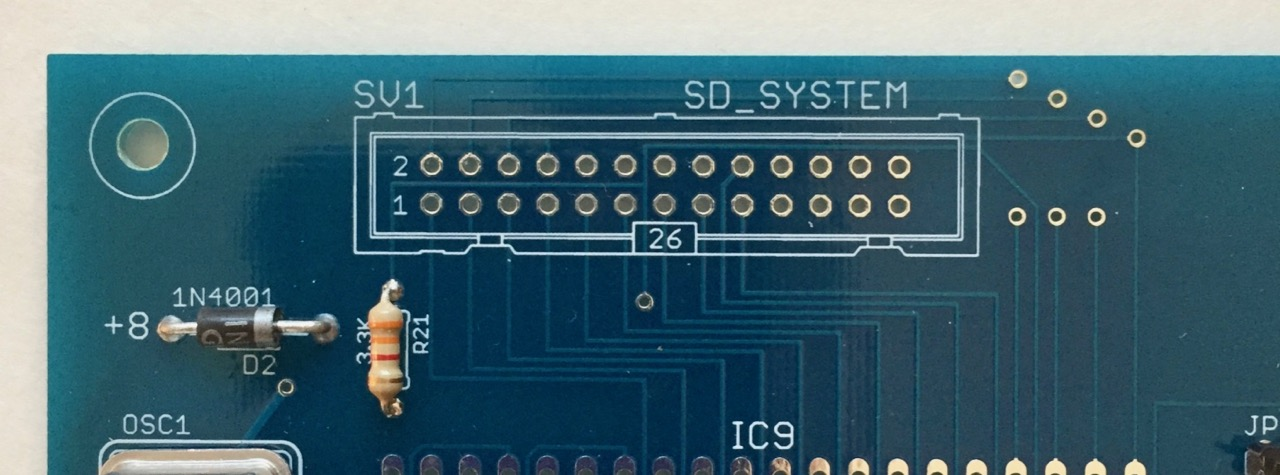 SV1 SD_SYSTEM
2
1
26
1N4001
+8
D2
3.3K
R21
OSC1
IC9
JP